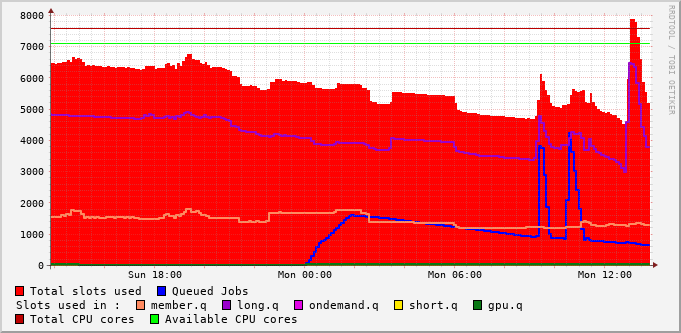 8000
7000
6000
5000
4000
3000
2000
1000
0
Sun 18:00 Mon 00:00 Mon 06:00 Mon 12:00
RRDTOOL / TOBI OETIKER
Total slots used Queued Jobs
Slots used in : member.q long.q ondemand.q short.q gpu.q
Total CPU cores Available CPU cores